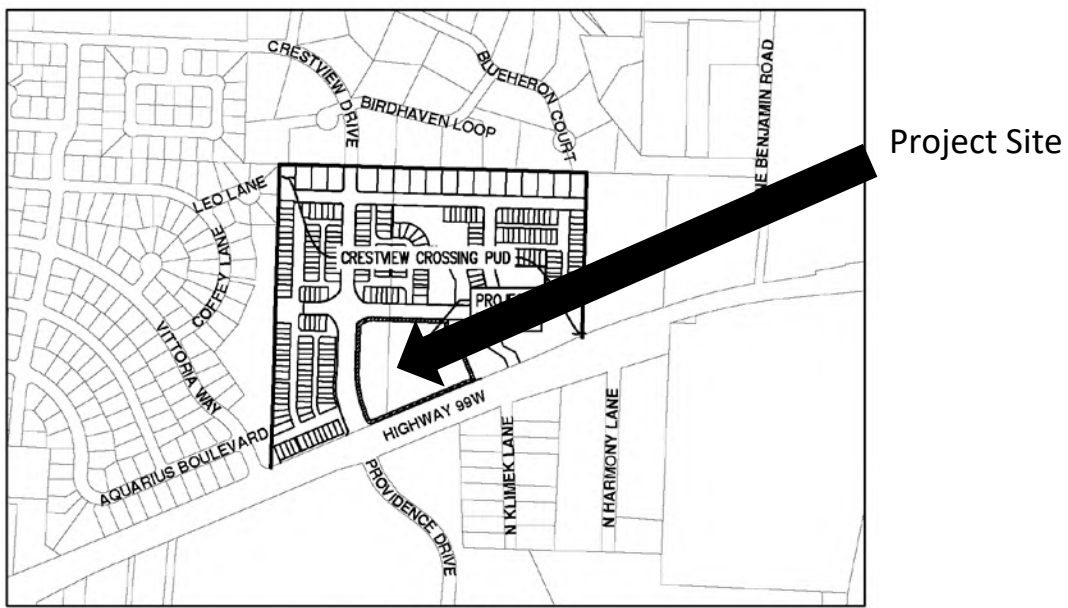 CRESTVIEW DRIVE
BLUEHERON COURT
BIRDHAVEN LOOP
NE BENJAMIN ROAD
Project Site
LEO LANE
COFFEY LANE
CRESTVIEW CROSSING PUD
VITTORIA WAY
HIGHWAY 99W
AQUARIUS BOULEVARD
PROVIDENCE DRIVE
N KLIMEK LANE
N HARMONY LANE